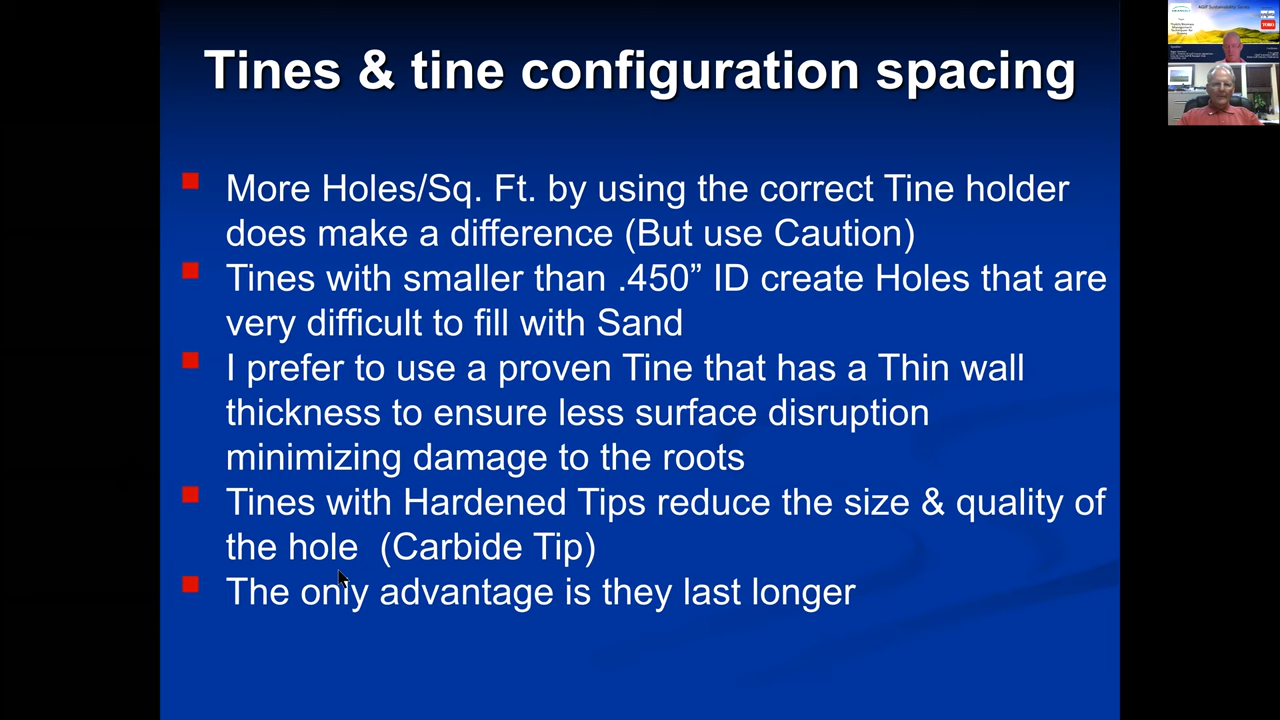 Tines & tine configuration spacing
More Holes/Sq. Ft. by using the correct Tine holder
does make a difference (But use Caution)
Tines with smaller than .450” ID create Holes that are
very difficult to fill with Sand
I prefer to use a proven Tine that has a Thin wall
thickness to ensure less surface disruption
minimizing damage to the roots
Tines with Hardened Tips reduce the size & quality of
the hole  (Carbide Tip)
The only advantage is they last longer
TORO